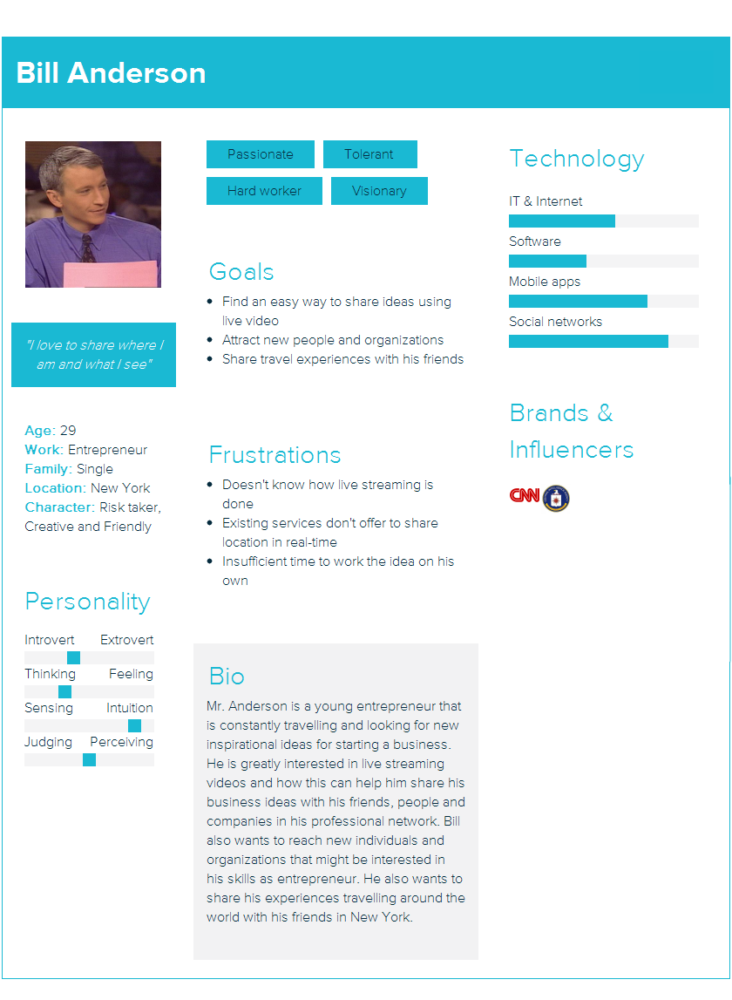 Bill Anderson
"I love to share where I
am and what I see"
Age: 29
Work: Entrepreneur
Family: Single
Location: New York
Character: Risk taker,
Creative and Friendly
Personality
Introvert Extrovert
Thinking Feeling
Sensing Intuition
Judging Perceiving
Passionate Tolerant
Hard worker Visionary
Goals
Find an easy way to share ideas using
live video
Attract new people and organizations
Share travel experiences with his friends
Frustrations
Doesn't know how live streaming is
done
Existing services don't offer to share
location in real-time
Insufficient time to work the idea on his
own
Bio
Mr. Anderson is a young entrepreneur that
is constantly travelling and looking for new
inspirational ideas for starting a business.
He is greatly interested in live streaming
videos and how this can help him share his
business ideas with his friends, people and
companies in his professional network. Bill
also wants to reach new individuals and
organizations that might be interested in
his skills as entrepreneur. He also wants to
share his experiences travelling around the
world with his friends in New York.
Technology
IT & Internet
Software
Mobile apps
Social networks
Brands &
Influencers
CNN